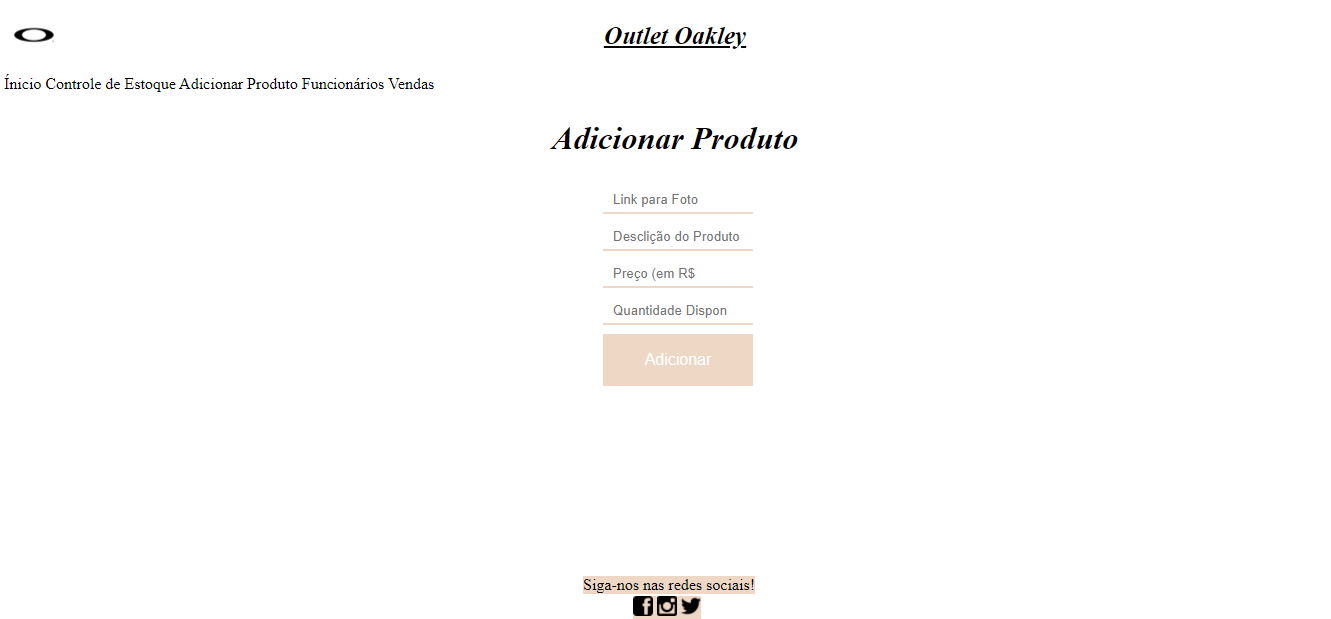 Outlet Oakley
Ínicio Controle de Estoque Adicionar Produto Funcionários Vendas
Adicionar Produto
Link para Foto
Desclição do Produto
Preço (em R$
Quantidade Dispon
Adicionar
Siga-nos nas redes sociais!